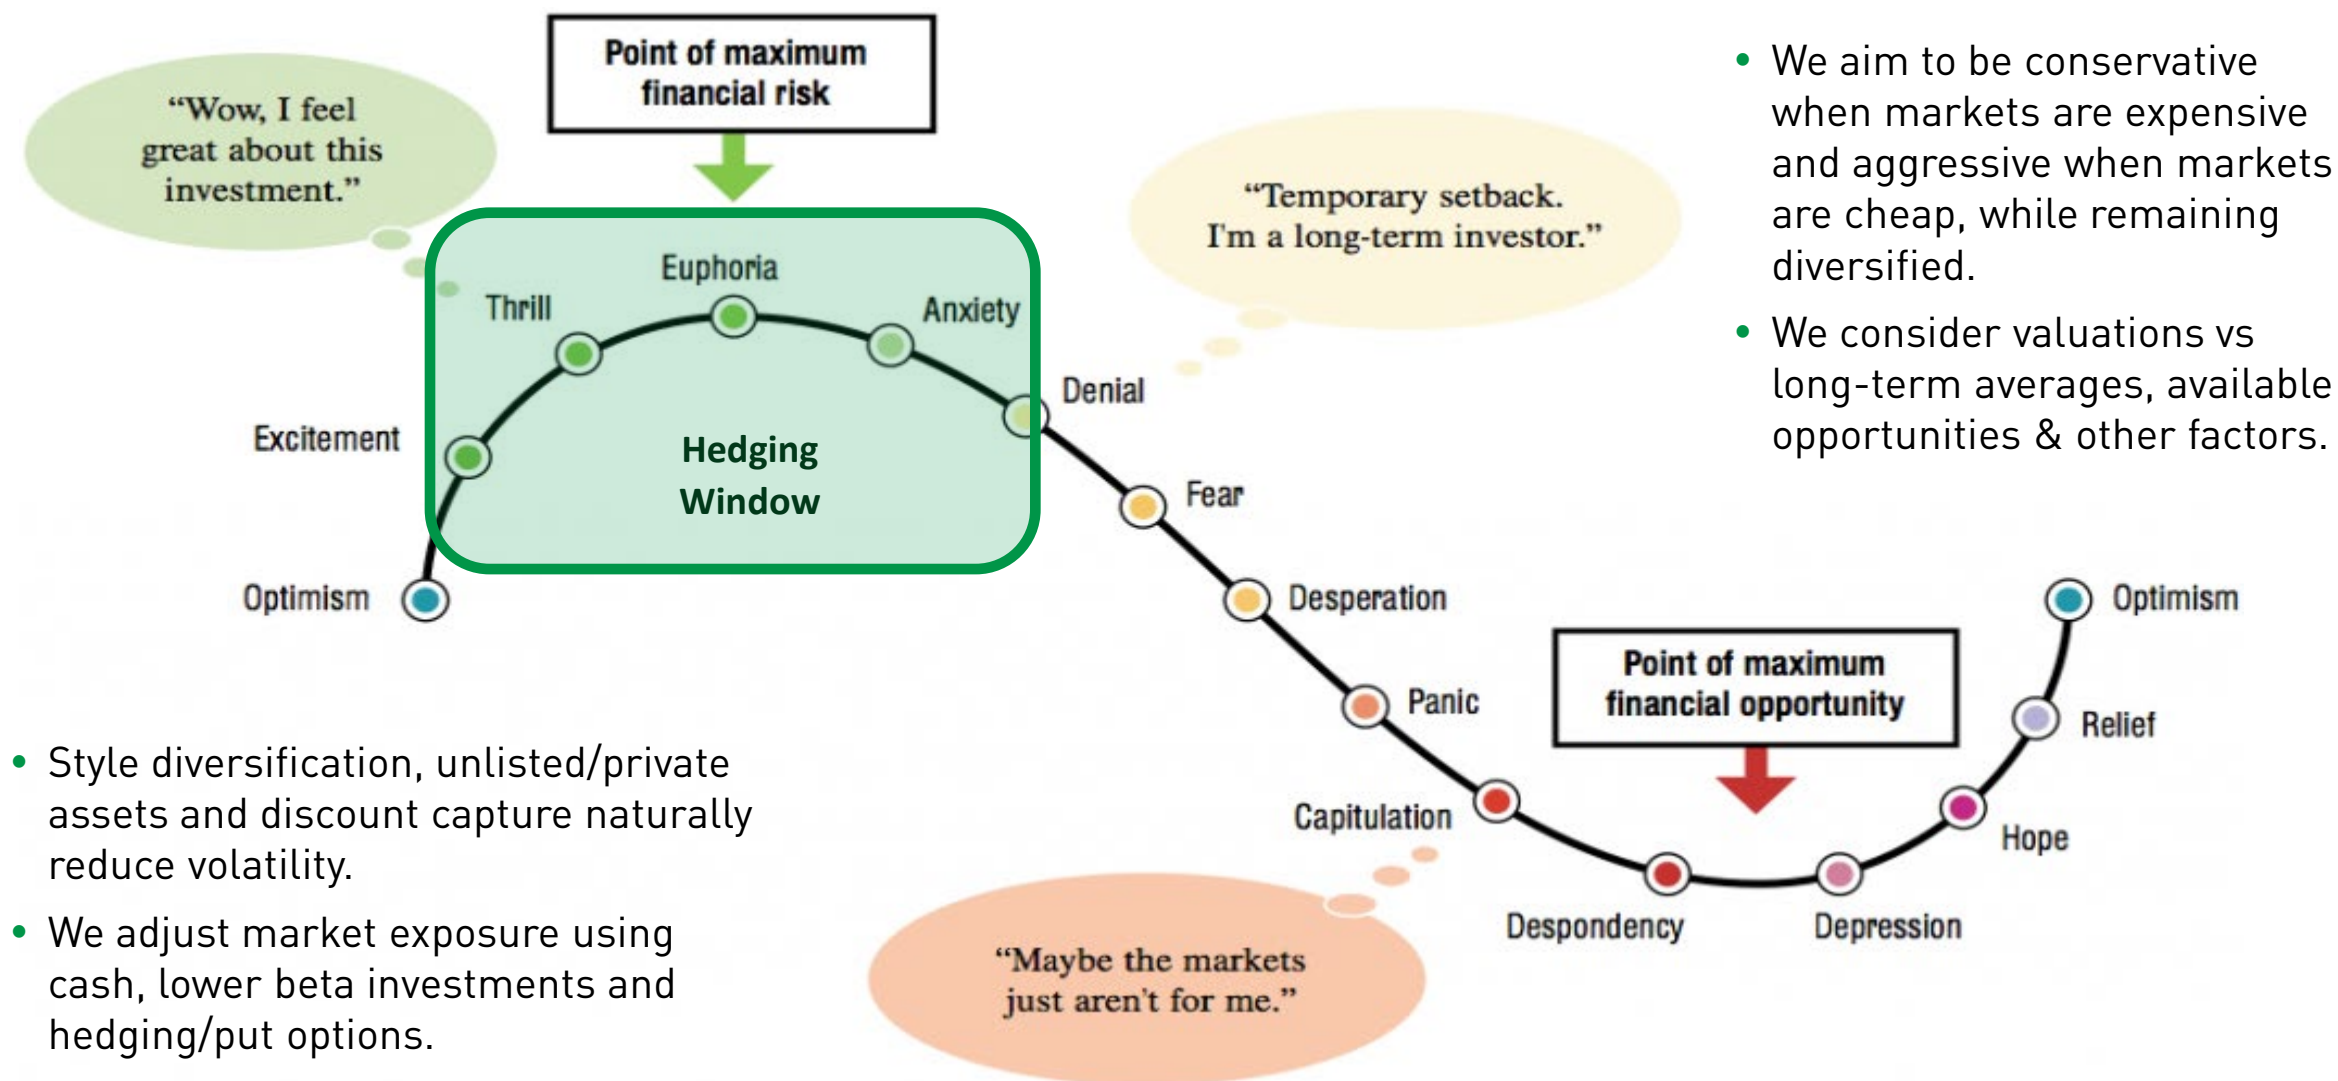 Point of maximum
financial risk
“Wow, I feel
great about this
investment.”
• We aim to be conservative
when markets are expensive
and aggressive when markets
are cheap, while remaining
diversified.
• We consider valuations vs
long-term averages, available
opportunities & other factors.
“Temporary setback.
I'm a long-term investor.”
Euphoria
Thrill
Anxiety
Denial
Excitement
Hedging
Window
Fear
Optimism
Desperation
Optimism
Point of maximum
financial opportunity
Panic
Relief
Capitulation
Hope
Despondency
Depression
• Style diversification, unlisted/private
assets and discount capture naturally
reduce volatility.
• We adjust market exposure using
cash, lower beta investments and
hedging/put options.
“Maybe the markets
just aren't for me.”